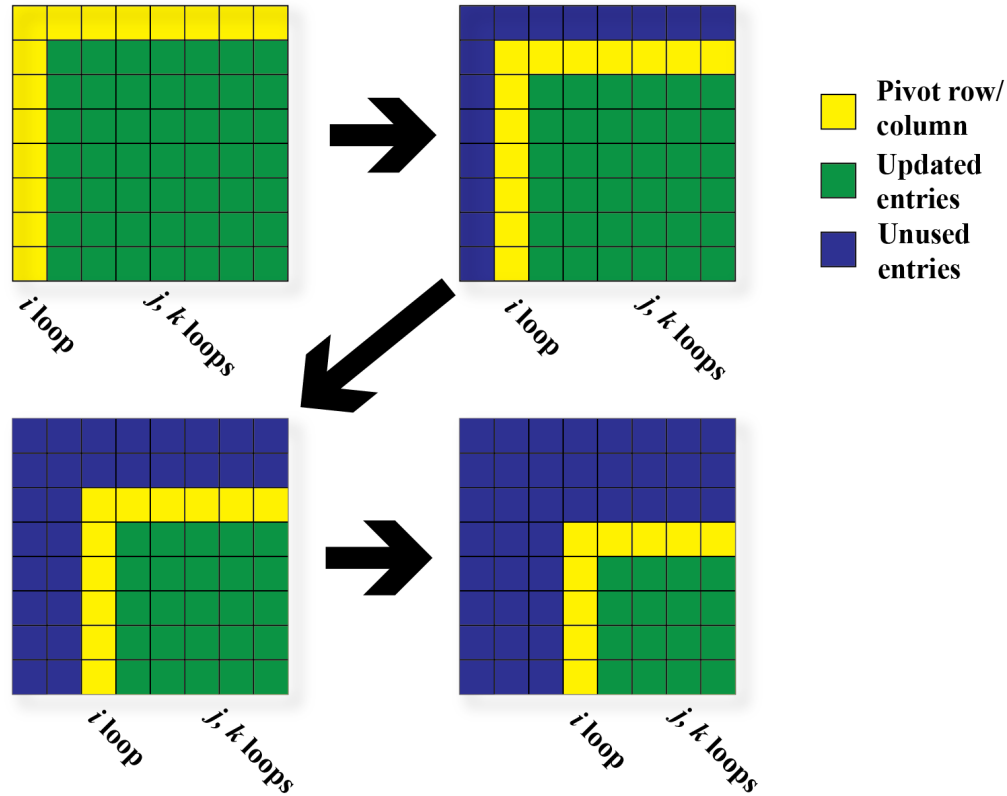 Pivot row/
column
Updated
entries
Unused
entries
i loop
j, k loops
i loop
j, k loops
i loop
j, k loops
i loop
j, k loops